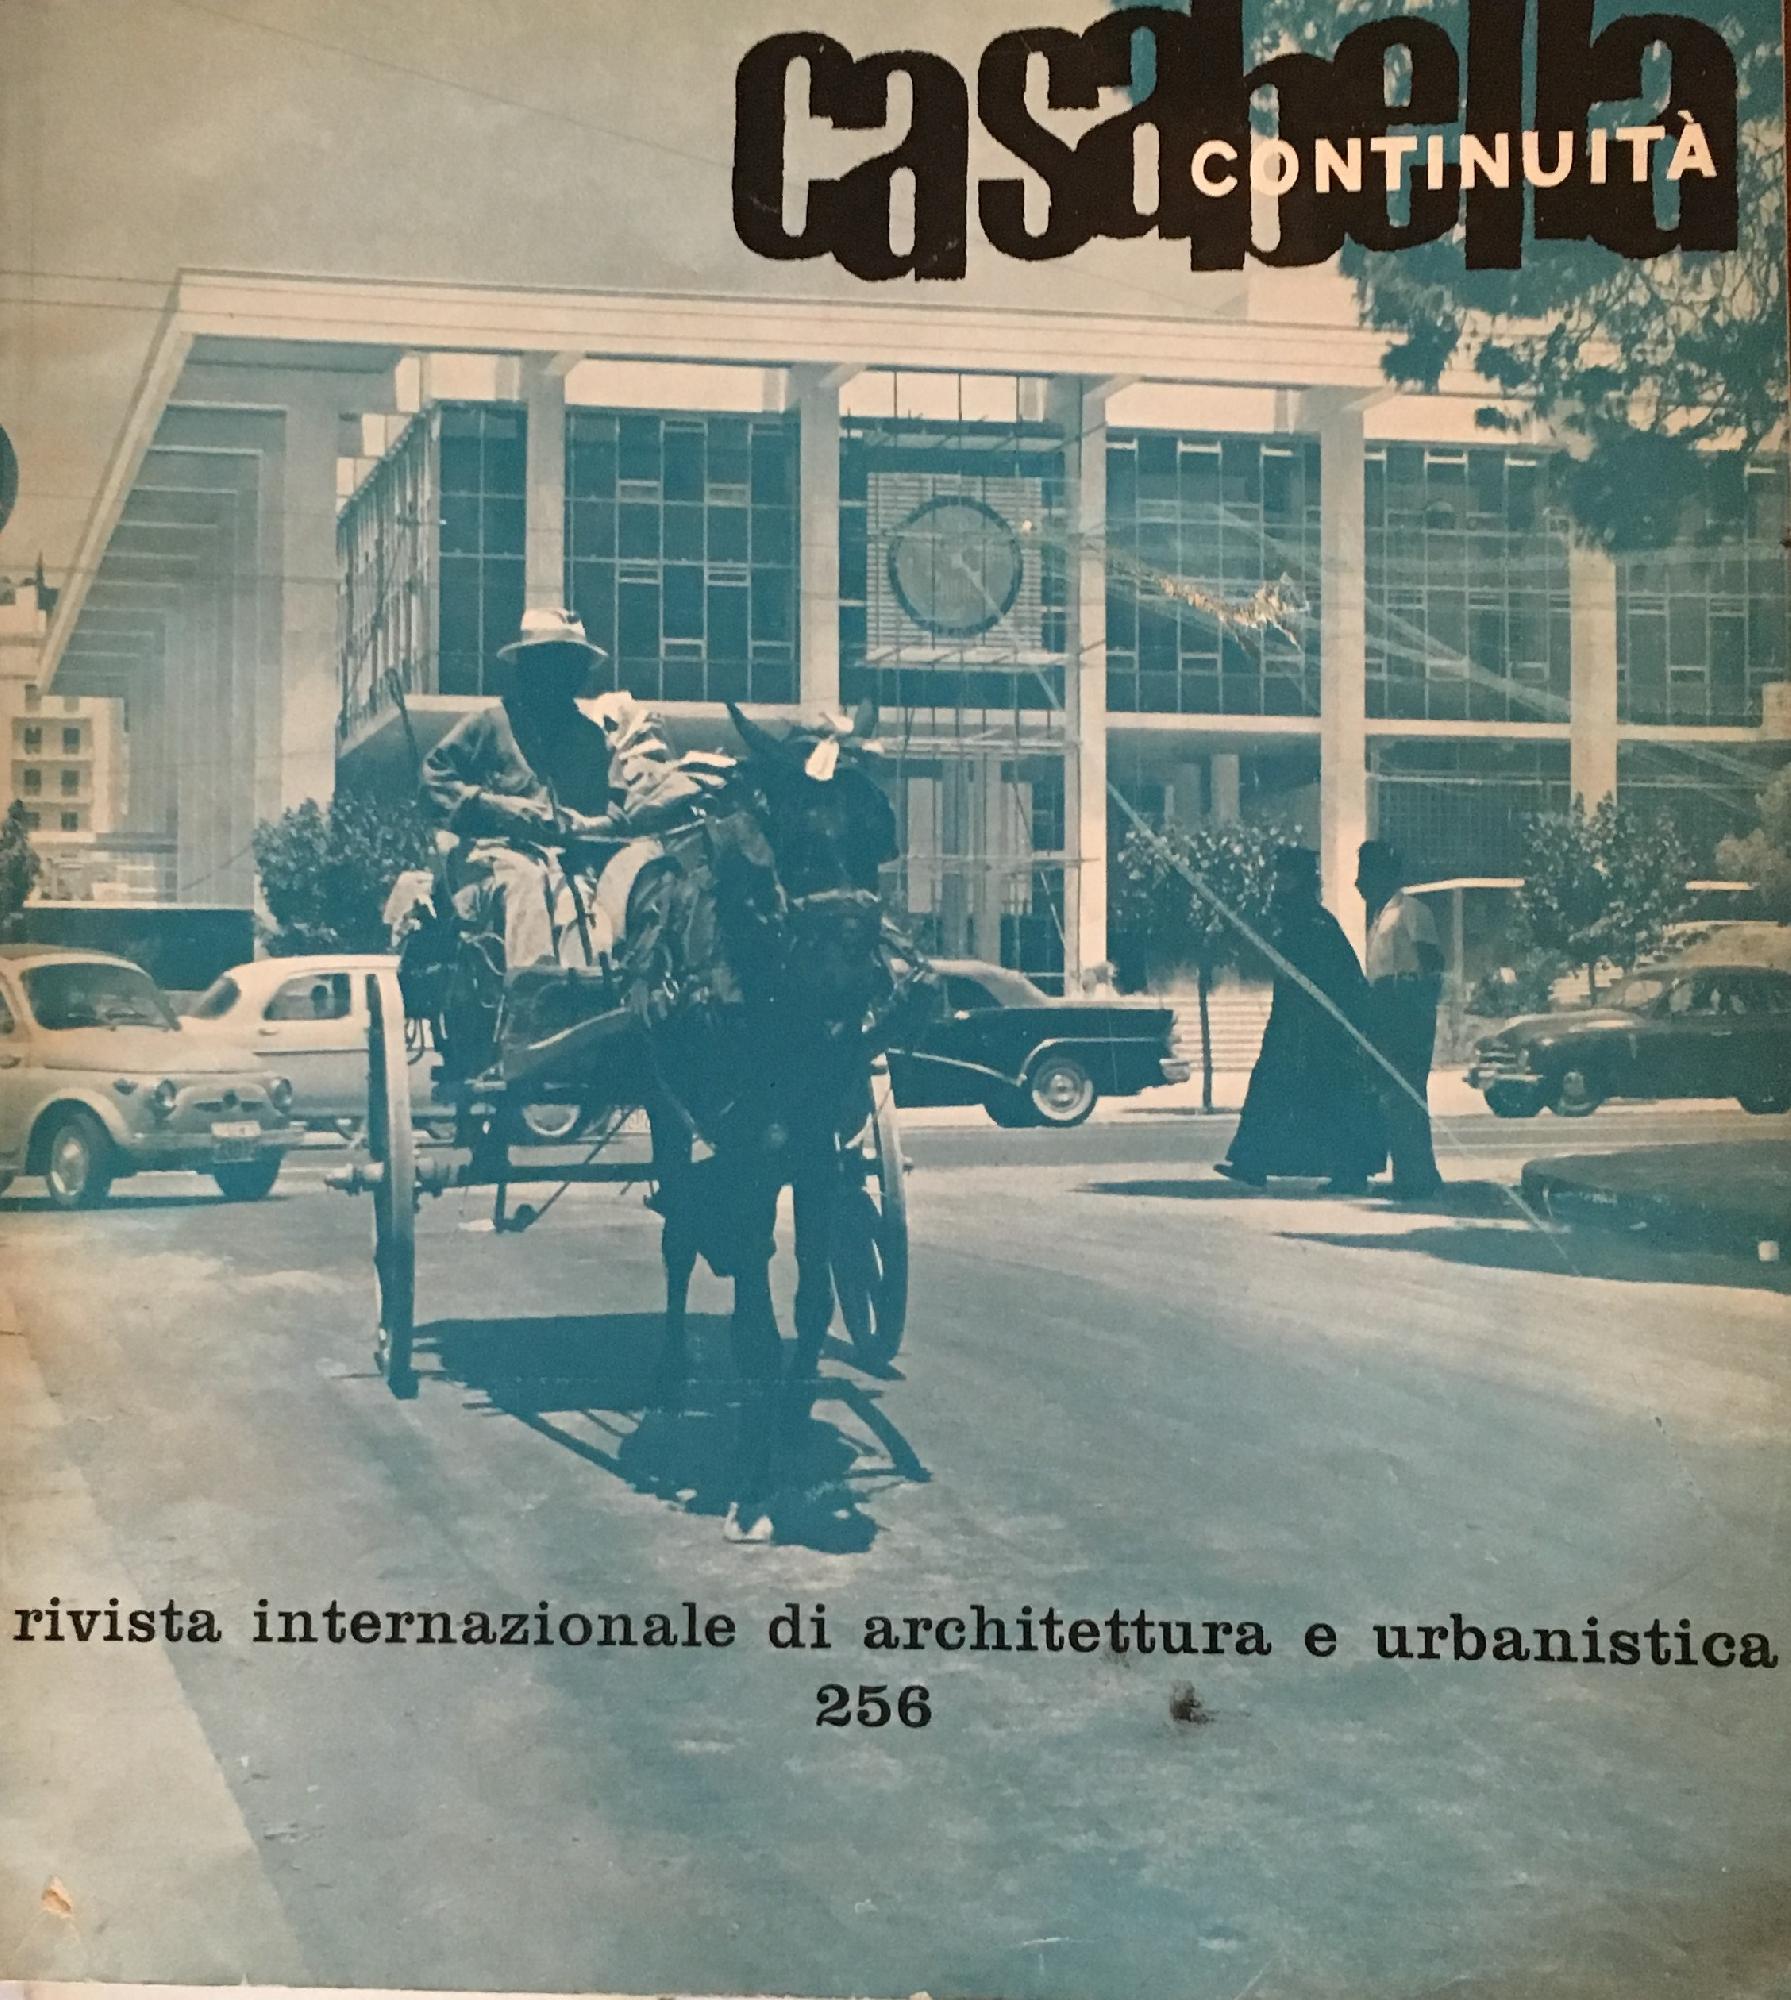 casabella
CONTINUITÀ
rivista internazionale di architettura e urbanistica
256